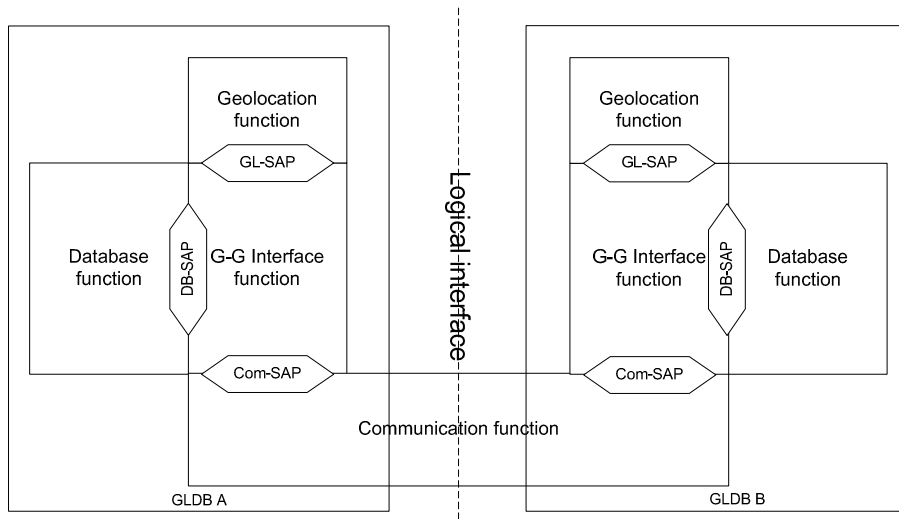 Geolocation
function
GL-SAP
Database
function
DB-SAP
G-G Interface
function
Com-SAP
GLDB A
Logical interface
Communication function
Geolocation
function
GL-SAP
G-G Interface
function
DB-SAP
Database
function
Com-SAP
GLDB B